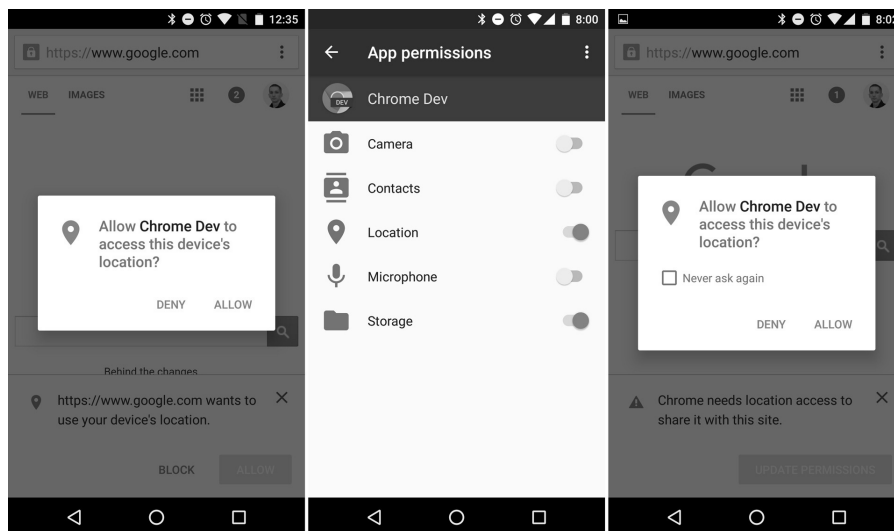 12:35
https://www.google.com
WEB IMAGES 2
Allow Chrome Dev to
access this device's
location?
DENY ALLOW
Behind the changes
https://www.google.com wants to
use your device's location.
BLOCK ALLOW
8:00
App permissions
DEV Chrome Dev
Camera
Contacts
Location
Microphone
Storage
8:02
https://www.google.com
WEB IMAGES 1
Allow Chrome Dev to
access this device's
location?
Never ask again
DENY ALLOW
Chrome needs location access to
share it with this site.
UPDATE PERMISSIONS